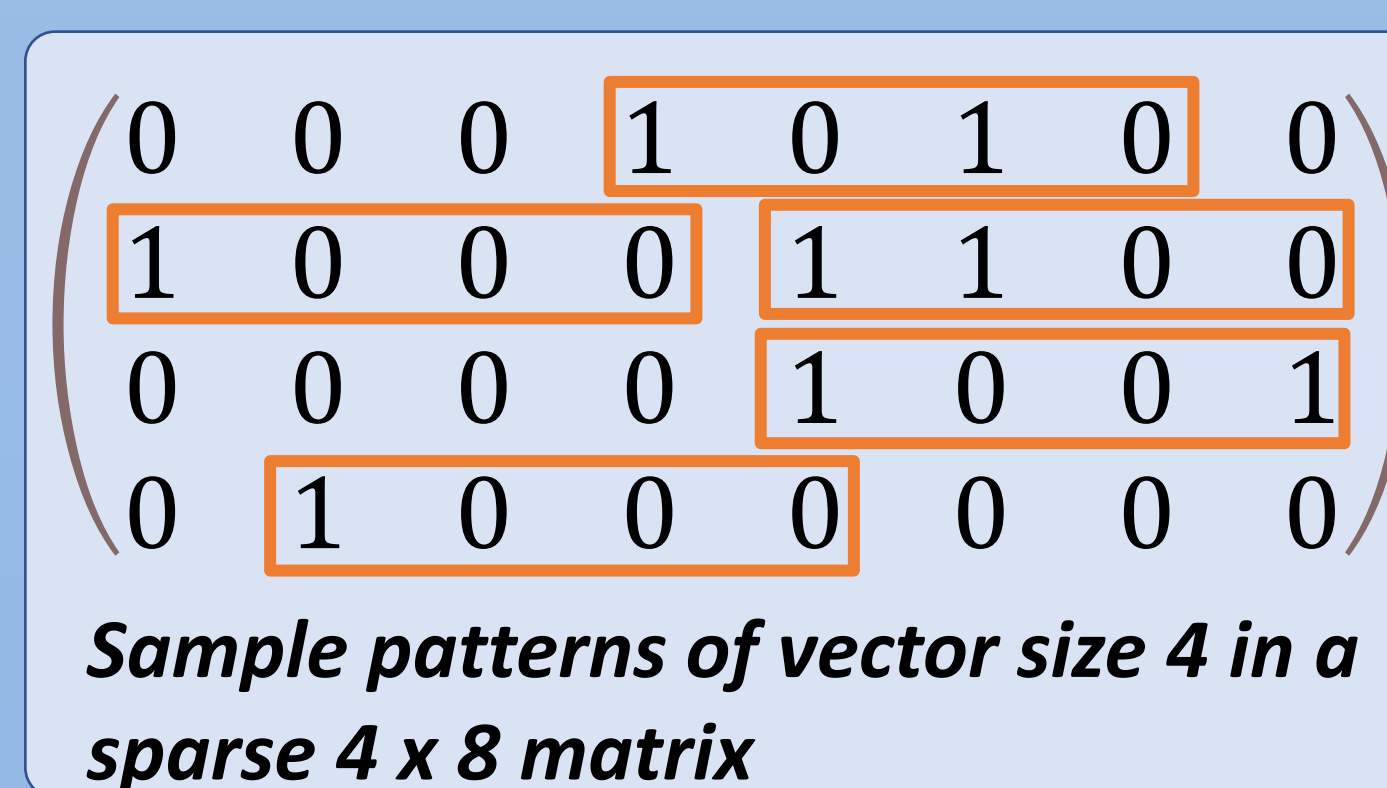 0 0 0 1 0 1 0 0
1 0 0 0 1 1 0 0
0 0 0 0 1 0 0 1
0 1 0 0 0 0 0 0
Sample patterns of vector size 4 in a
sparse 4 x 8 matrix